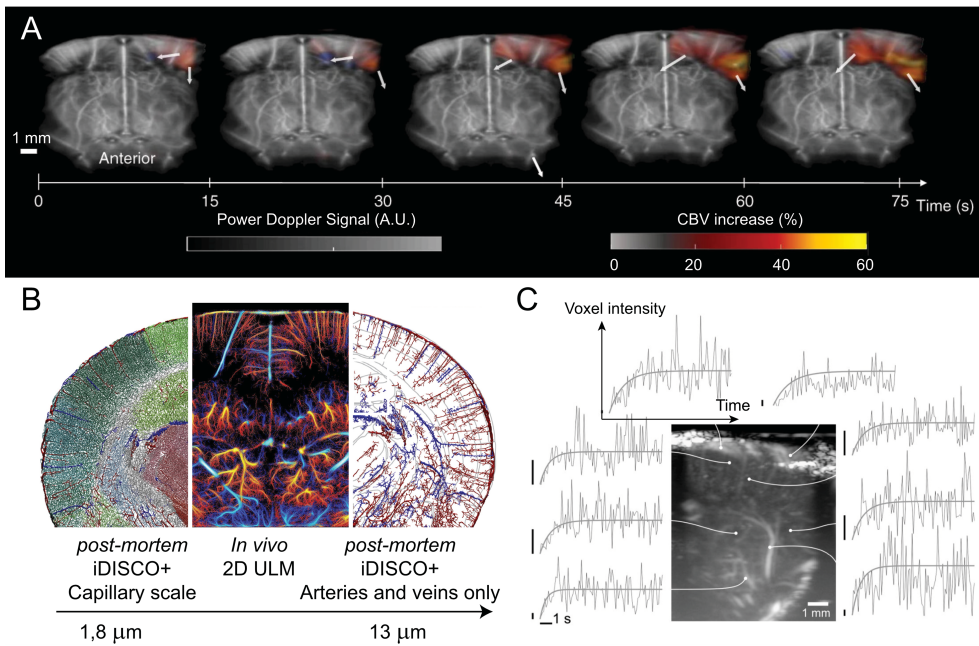 A
1 mm
Anterior
0 15 30 45 60 75 Time (s)
Power Doppler Signal (A.U.)
CBV increase (%)
0 20 40 60
B
post-mortem
iDISCO+
Capillary scale
In vivo
2D ULM
post-mortem
iDISCO+
Arteries and veins only
1,8 μm
13 μm
C
Voxel intensity
Time
1 mm
1 s